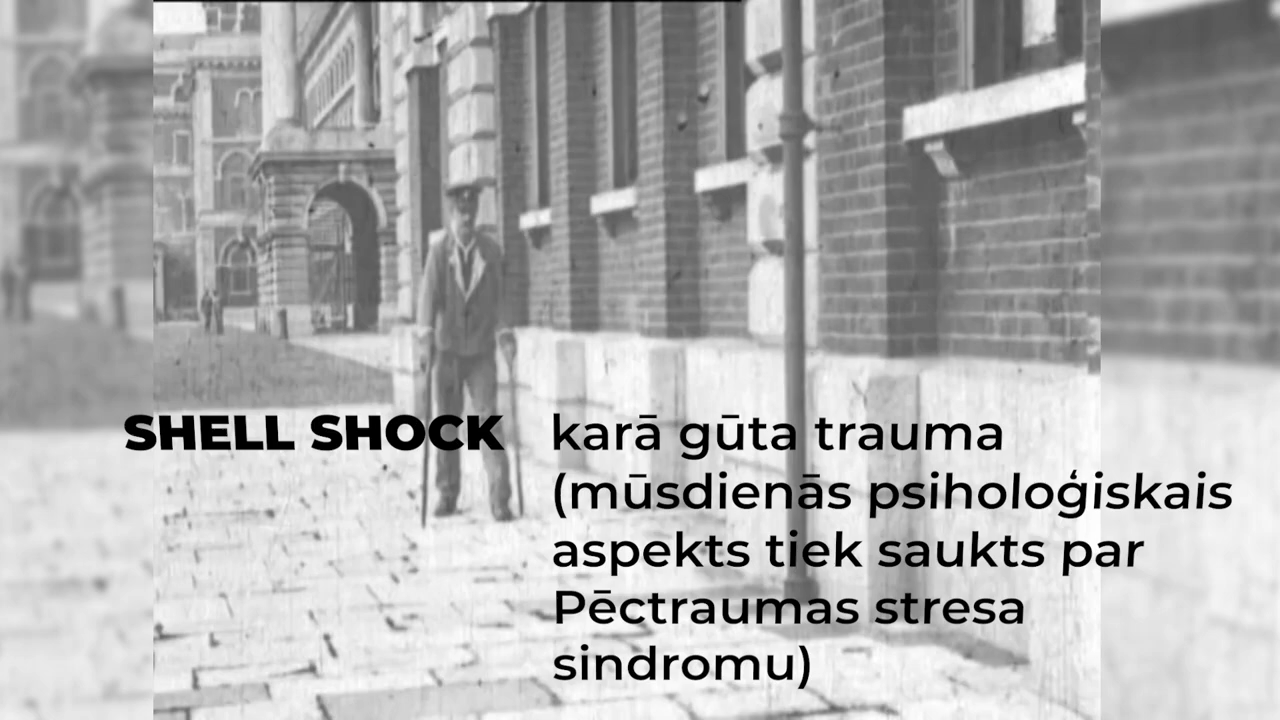 SHELL SHOCK karā gūta trauma
(mūsdienās psiholoģiskais
aspekts tiek saukts par
Pēctraumas stresa
sindromu)